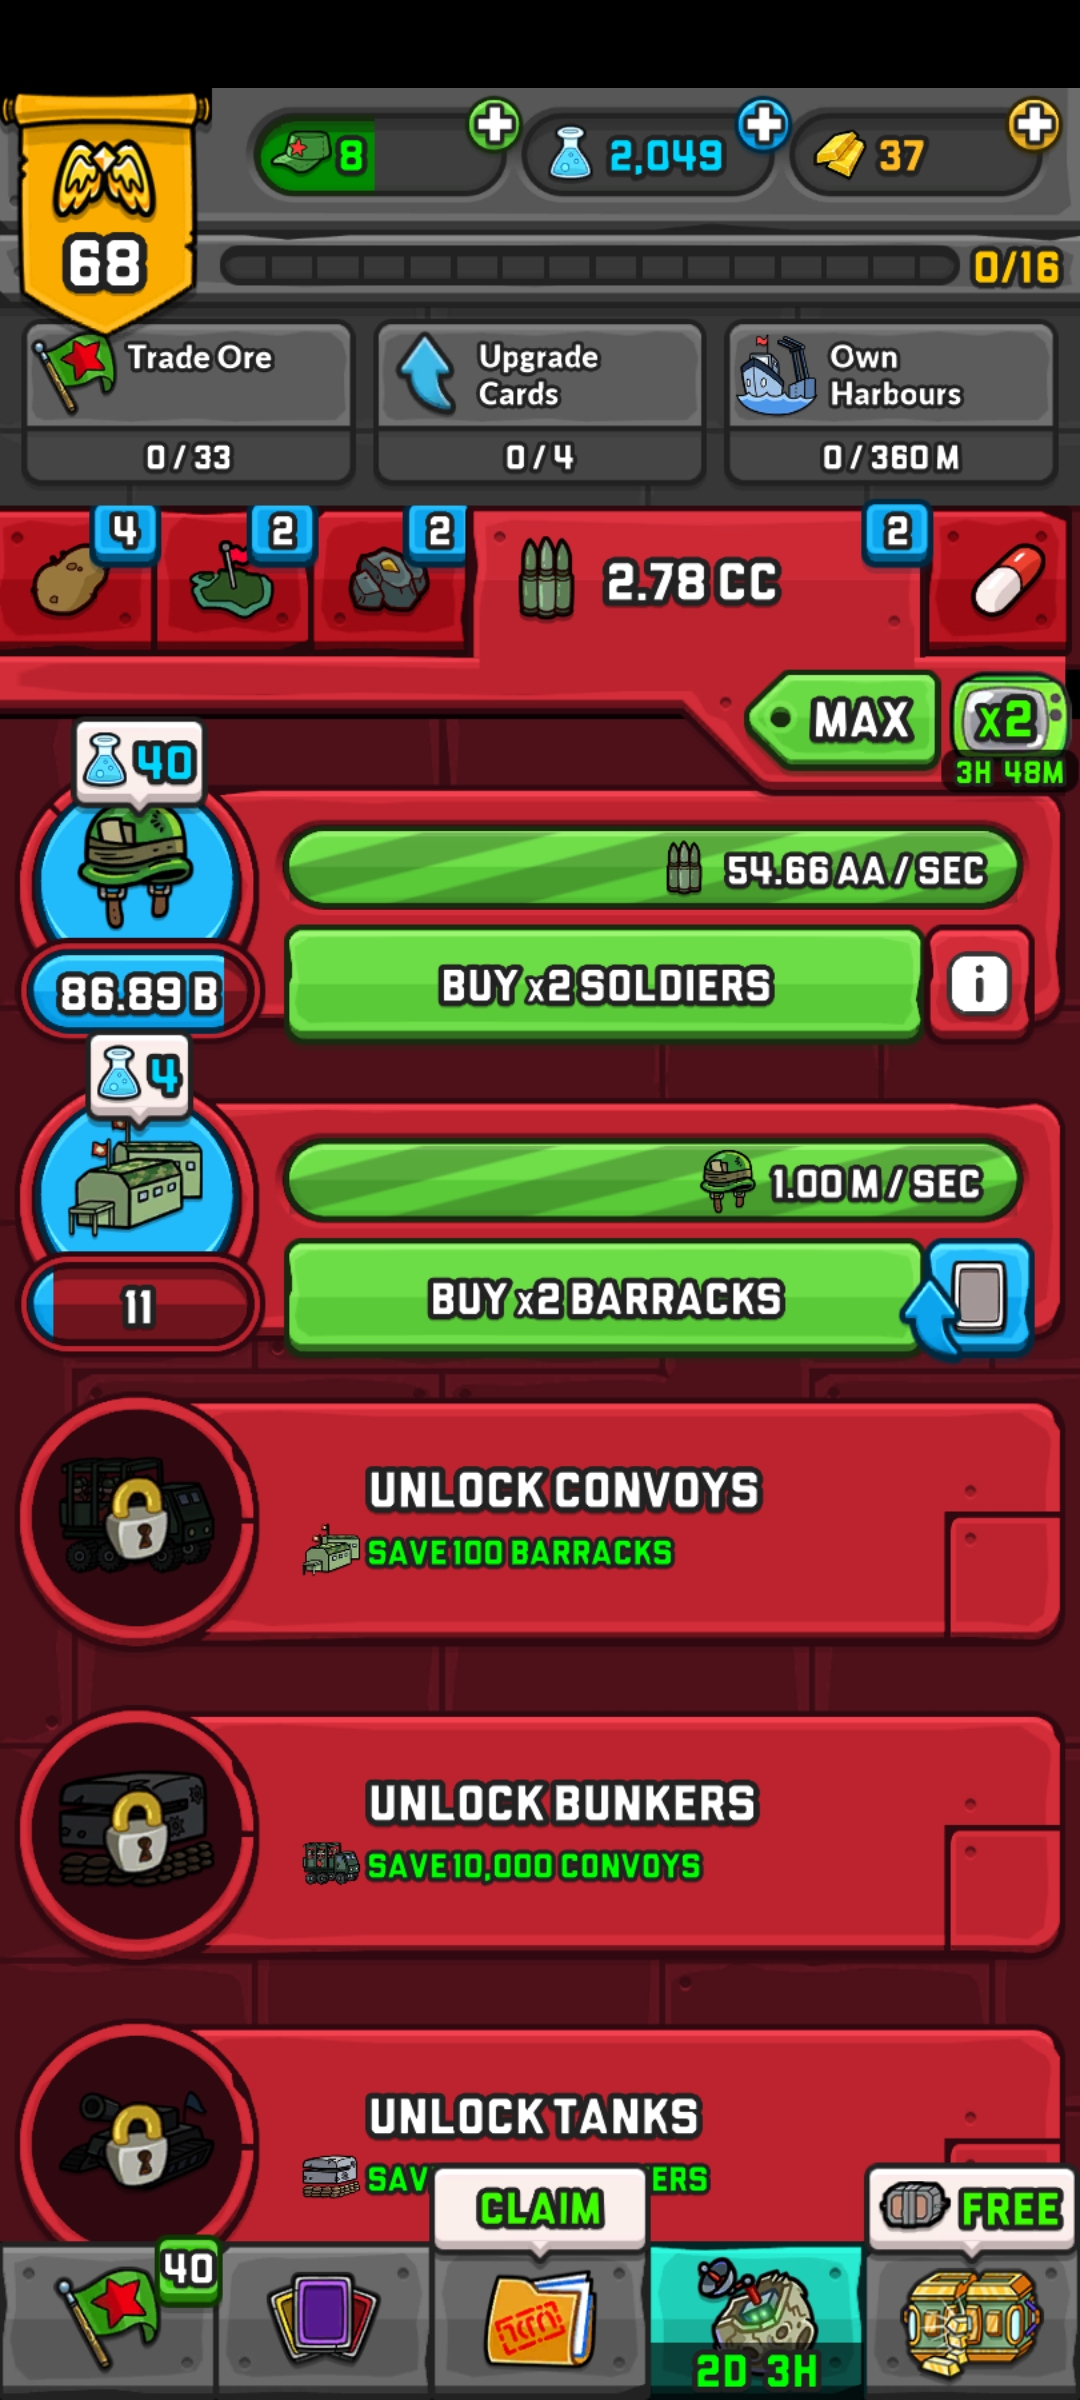 8
2,049
37
68
0/16
Trade Ore
0/33
Upgrade
Cards
0/4
Own
Harbours
0/360 M
4
2
2
2.78 CC
2
MAX
x2
3H 48M
40
54.66 AA/SEC
86.89 B
BUY x2 SOLDIERS
i
4
1.00 M/SEC
11
BUY x2 BARRACKS
UNLOCK CONVOYS
SAVE 100 BARRACKS
UNLOCK BUNKERS
SAVE 10,000 CONVOYS
UNLOCK TANKS
CLAIM
FREE
40
2D 3H